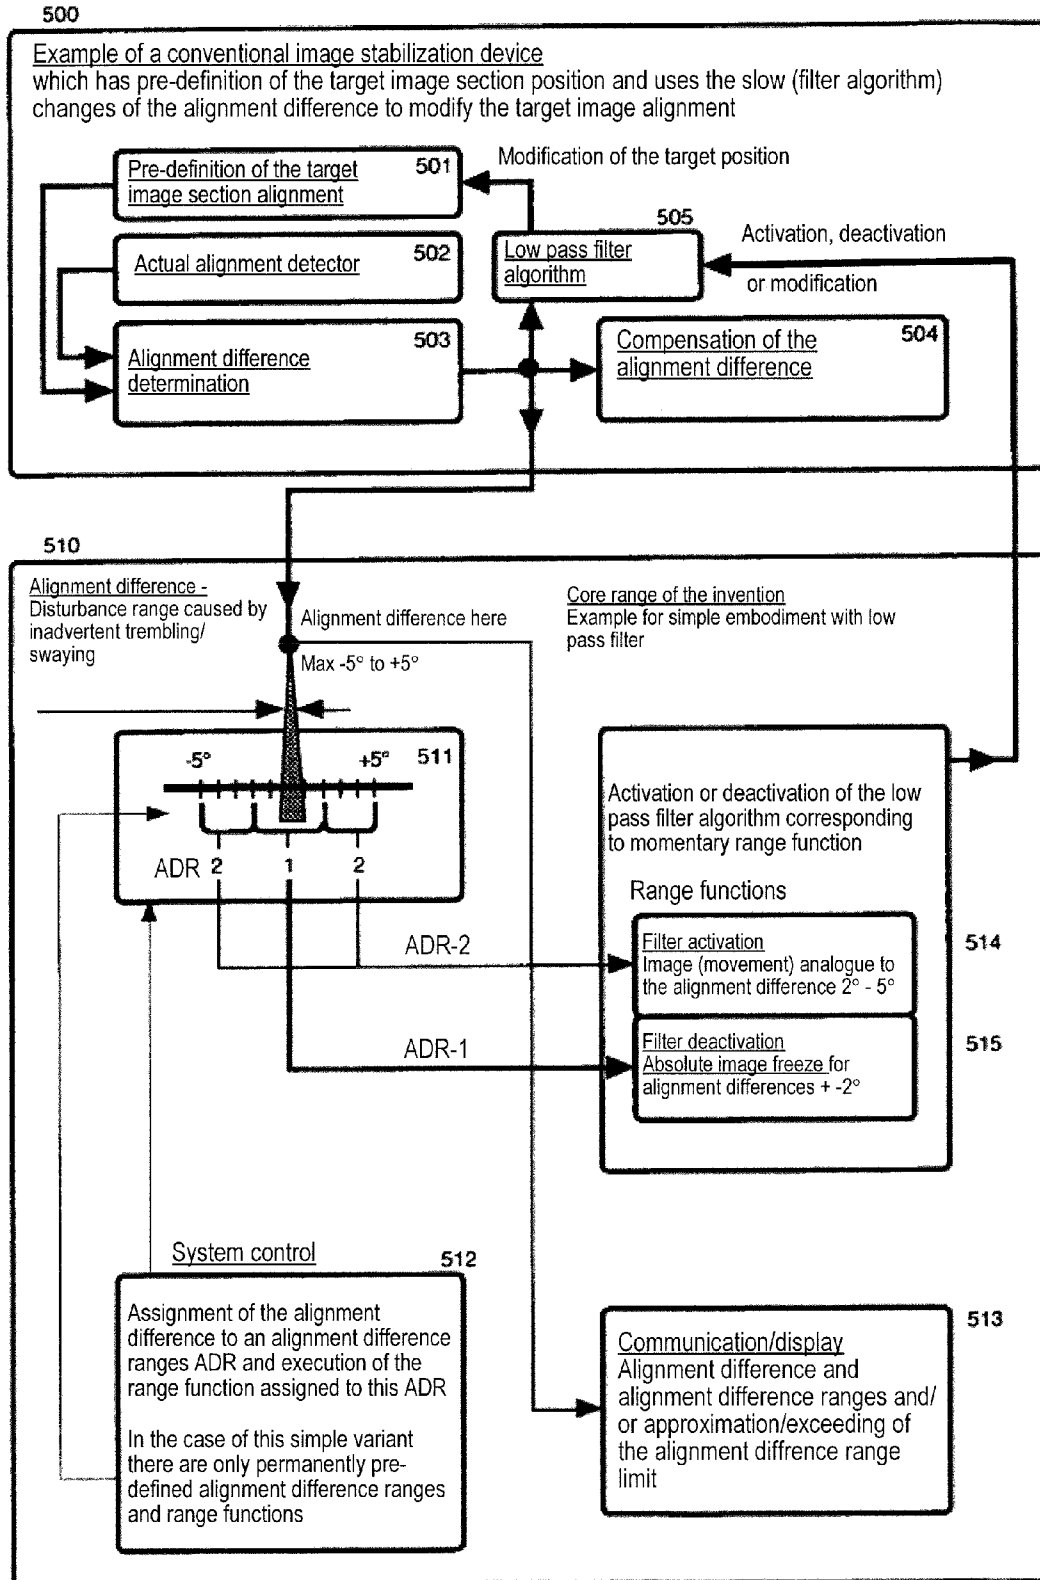 500
Example of a conventional image stabilization device
which has pre-definition of the target image section position and uses the slow (filter algorithm)
changes of the alignment difference to modify the target image alignment
Pre-definition of the target
image section alignment
501
Modification of the target position
Actual alignment detector
502
505
Low pass filter
algorithm
Activation, deactivation
or modification
Alignment difference
determination
503
Compensation of the
alignment difference
504
510
Alignment difference -
Disturbance range caused by
inadvertent trembling/
swaying
Alignment difference here
Max -5° to +5°
Core range of the invention
Example for simple embodiment with low
pass filter
-5°
+5°
511
ADR 2 1 2
Activation or deactivation of the low
pass filter algorithm corresponding
to momentary range function
Range functions
ADR-2
Filter activation
Image (movement) analogue to
the alignment difference 2° - 5°
514
ADR-1
Filter deactivation
Absolute image freeze for
alignment differences + -2°
515
System control
512
Assignment of the alignment
difference to an alignment difference
ranges ADR and execution of the
range function assigned to this ADR
In the case of this simple variant
there are only permanently pre-
defined alignment difference ranges
and range functions
513
Communication/display
Alignment difference and
alignment difference ranges and/
or approximation/exceeding of
the alignment diffrence range
limit